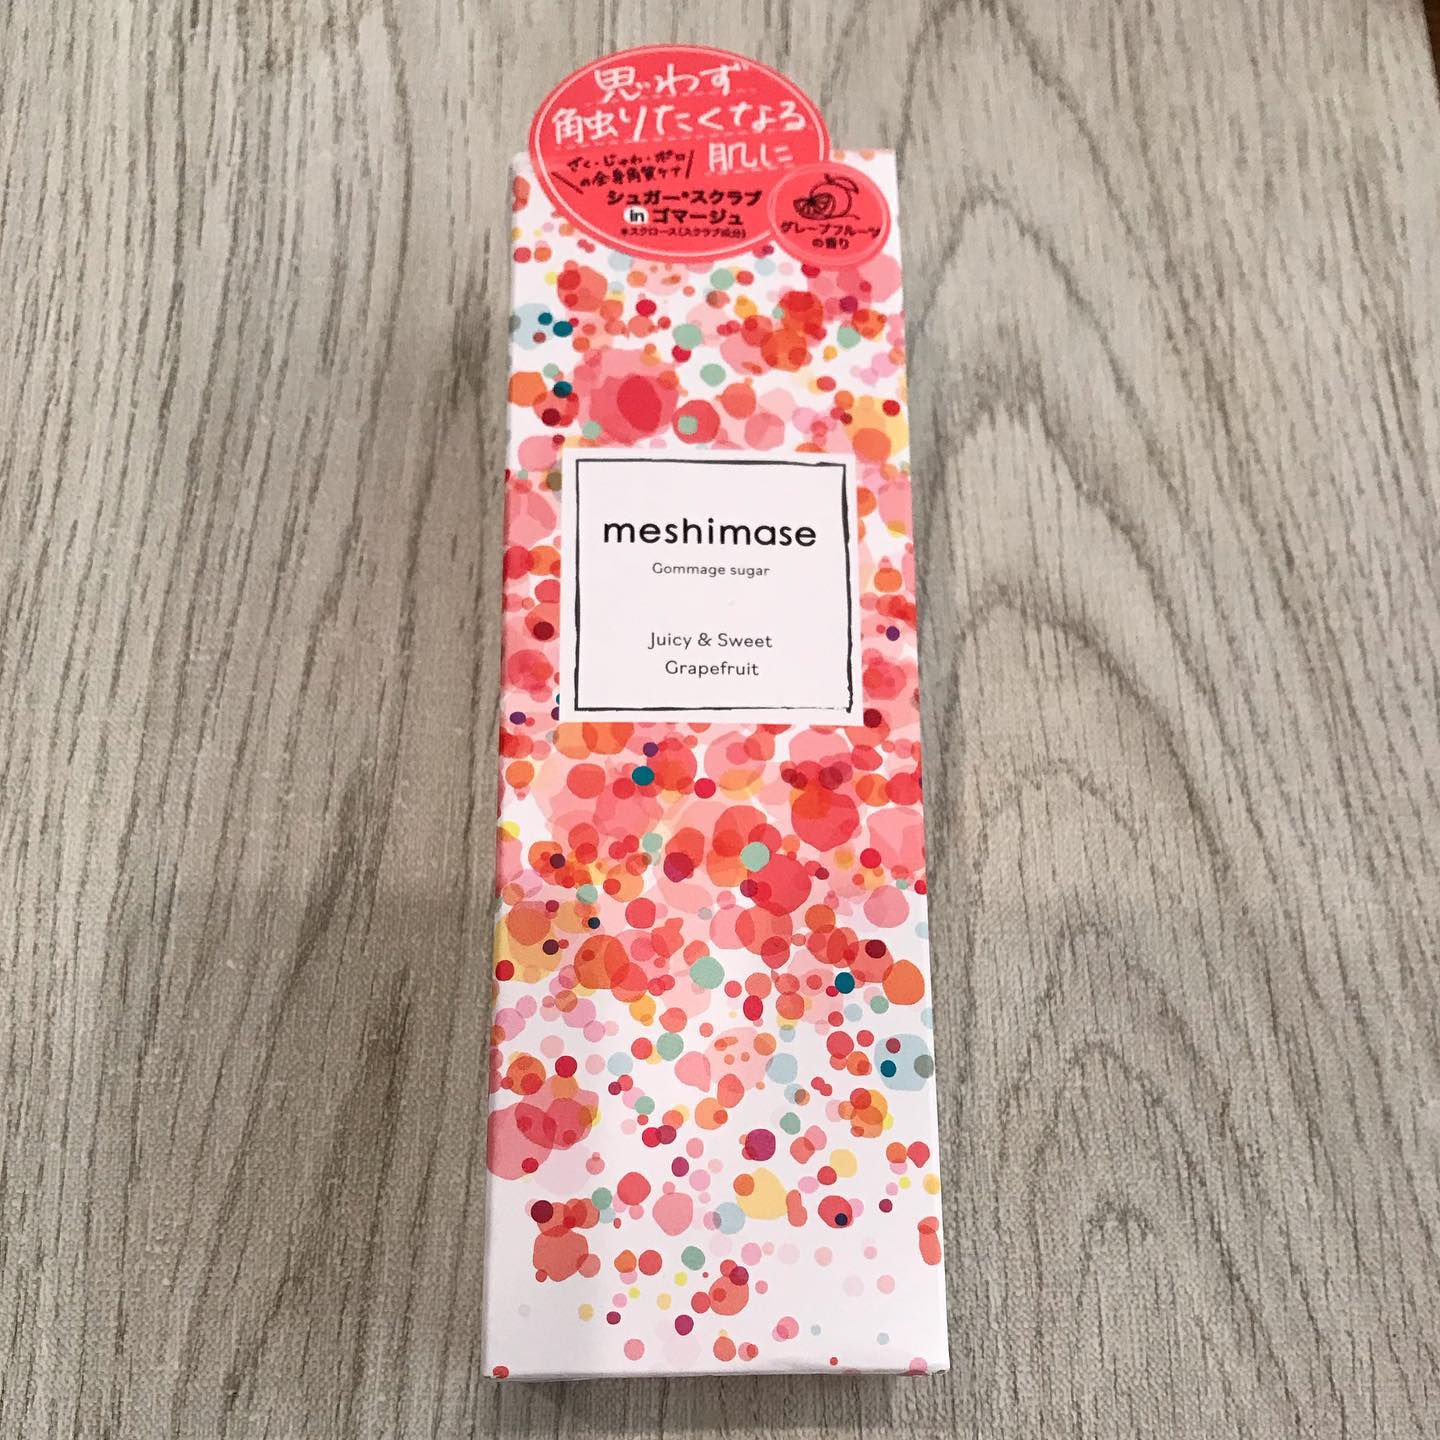 思わず
触りたくなる
肌に
ざく・じゅわ・ポロ
の全身角質ケア
シュガー*スクラブ
in ゴマージュ
*スクロース(スクラブ成分)
グレープフルーツ
の香り
meshimase
Gommage sugar
Juicy & Sweet
Grapefruit